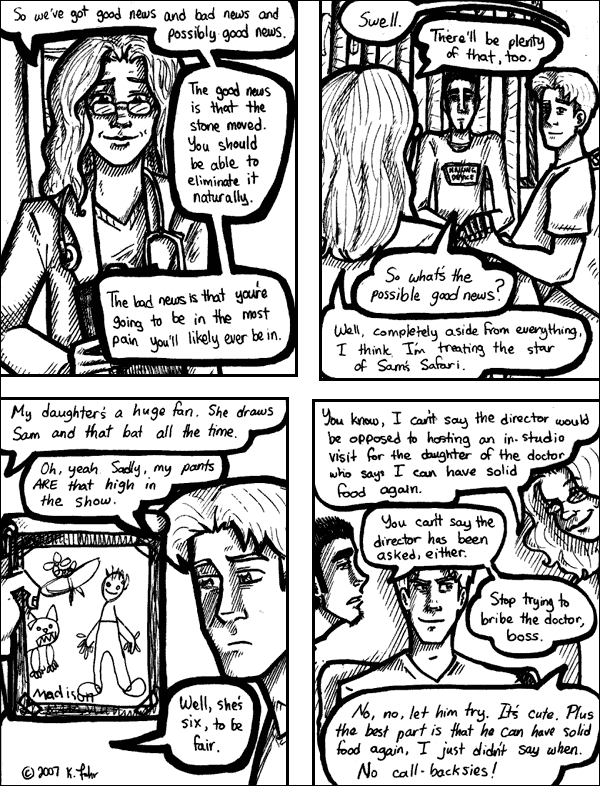 So we've got good news and bad news and
possibly good news.
The good news
is that the
stone moved.
You should
be able to
eliminate it
naturally.
The bad news is that you're
going to be in the most
pain you'll likely ever be in.
Swell.
There'll be plenty
of that, too.
So what's the
possible good news?
Well, completely aside from everything,
I think I'm treating the star
of Sam's Safari.
My daughter's a huge fan. She draws
Sam and that bat all the time.
Oh, yeah. Sadly, my pants
ARE that high in
the show.
Madison
Well, she's
six, to be
fair.
© 2007 K. Fahr
You know, I can't say the director would
be opposed to hosting an in-studio
visit for the daughter of the doctor
who says I can have solid
food again.
You can't say the
director has been
asked, either.
Stop trying to
bribe the doctor,
boss.
No, no, let him try. It's cute. Plus
the best part is that he can have solid
food again, I just didn't say when.
No call-backsies!